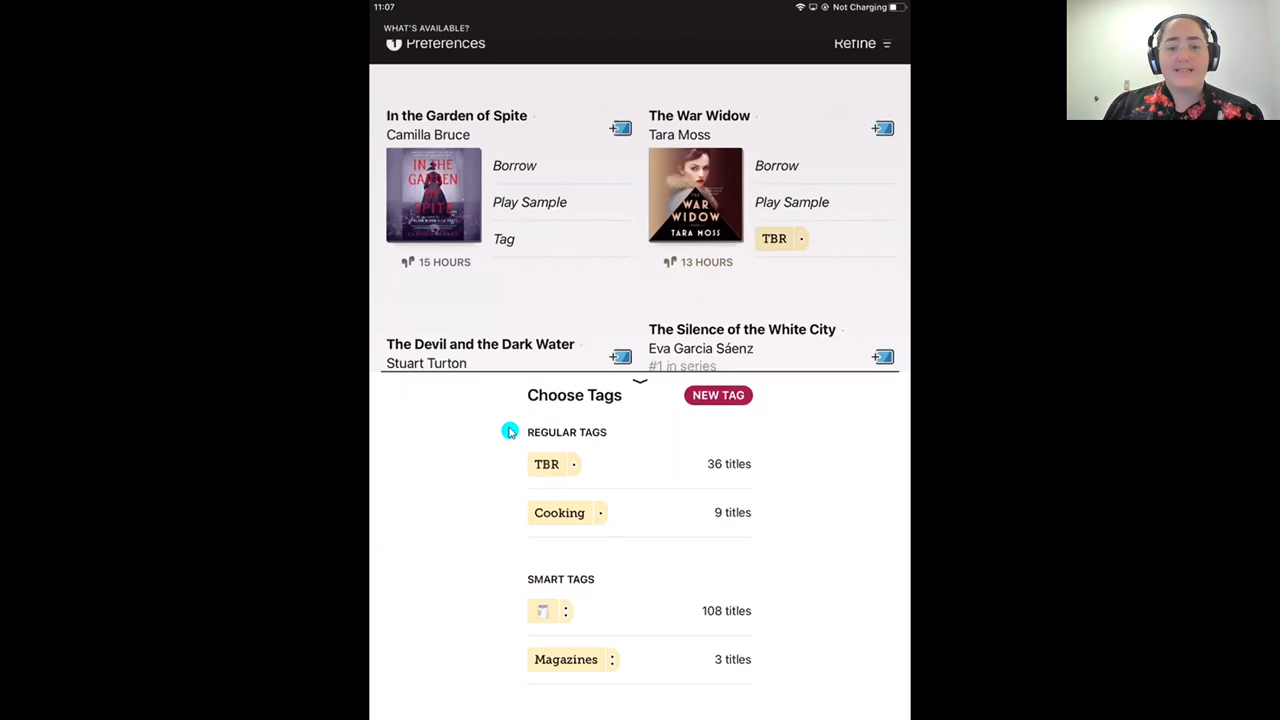 11:07
Not Charging
WHAT'S AVAILABLE?
Preferences
Refine
In the Garden of Spite
Camilla Bruce
IN THE GARDEN OF SPITE
Borrow
Play Sample
Tag
15 HOURS
The War Widow
Tara Moss
THE WAR WIDOW
TARA MOSS
Borrow
Play Sample
TBR
13 HOURS
The Devil and the Dark Water
Stuart Turton
The Silence of the White City
Eva Garcia Sáenz
#1 in series
Choose Tags
NEW TAG
REGULAR TAGS
TBR
36 titles
Cooking
9 titles
SMART TAGS
108 titles
Magazines
3 titles